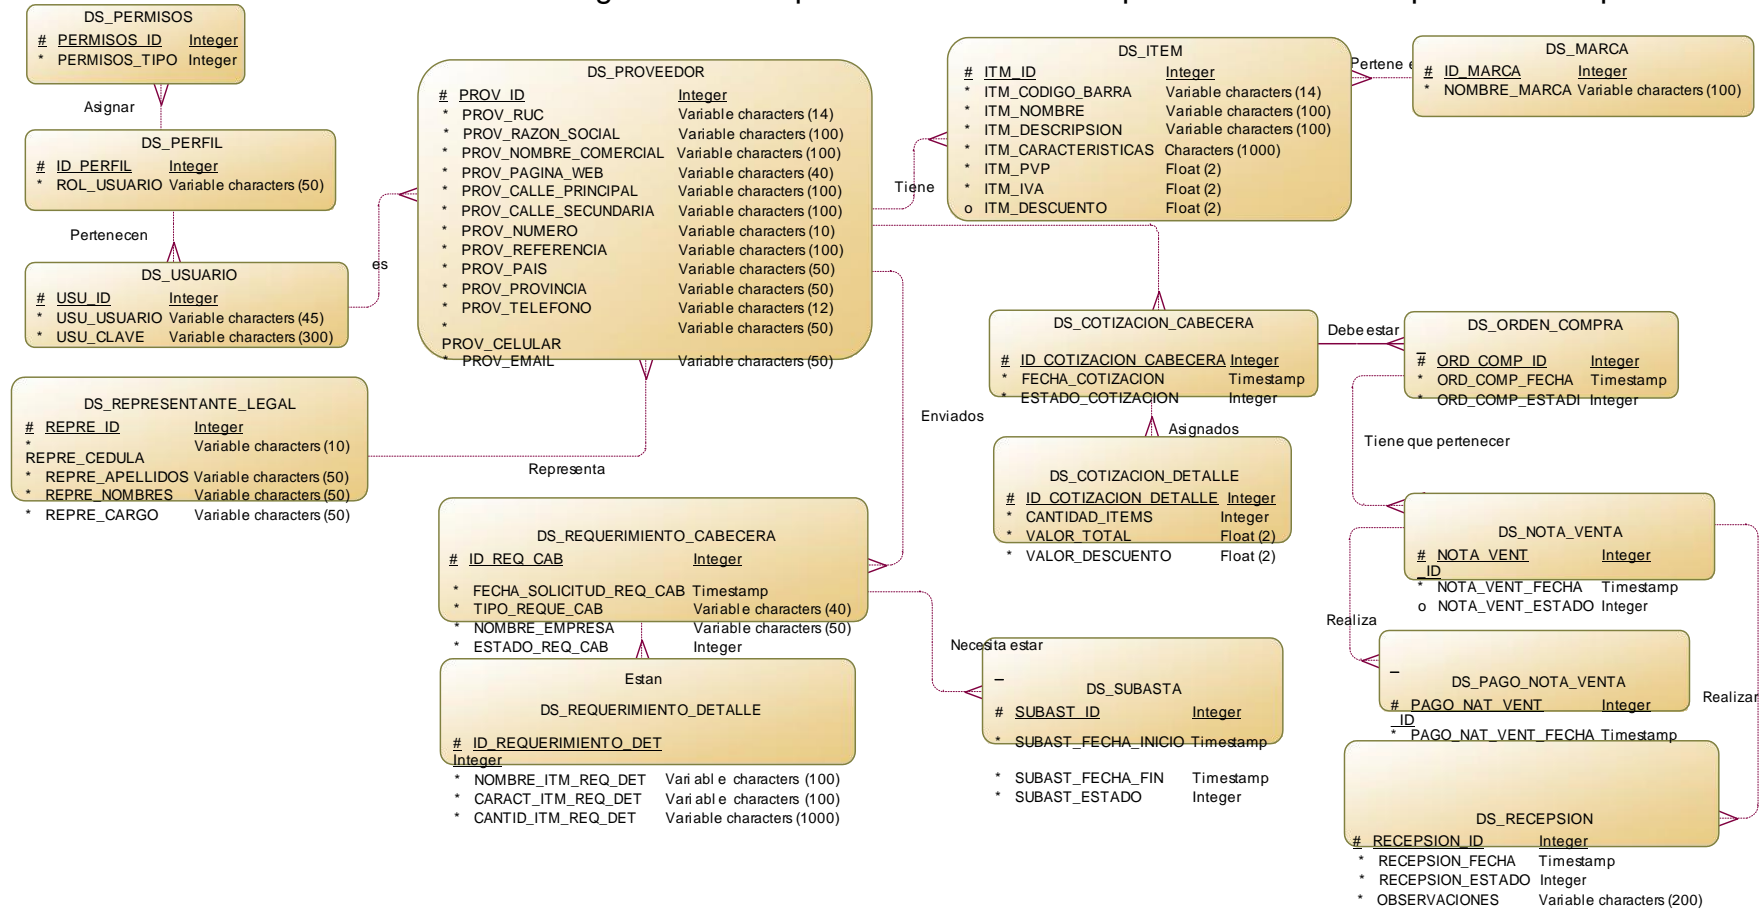 DS_PERMISOS
# PERMISOS_ID Integer
* PERMISOS_TIPO Integer
Asignar
DS_PERFIL
# ID_PERFIL Integer
* ROL_USUARIO Variable characters (50)
Pertenecen
DS_USUARIO
# USU_ID Integer
* USU_USUARIO Variable characters (45)
* USU_CLAVE Variable characters (300)
es
DS_REPRESENTANTE_LEGAL
# REPRE_ID Integer
* Variable characters (10)
REPRE_CEDULA
* REPRE_APELLIDOS Variable characters (50)
* REPRE_NOMBRES Variable characters (50)
* REPRE_CARGO Variable characters (50)
Representa
DS_PROVEEDOR
# PROV_ID Integer
* PROV_RUC Variable characters (14)
* PROV_RAZON_SOCIAL Variable characters (100)
* PROV_NOMBRE_COMERCIAL Variable characters (100)
* PROV_PAGINA_WEB Variable characters (40)
* PROV_CALLE_PRINCIPAL Variable characters (100)
* PROV_CALLE_SECUNDARIA Variable characters (100)
* PROV_NUMERO Variable characters (10)
* PROV_REFERENCIA Variable characters (100)
* PROV_PAIS Variable characters (50)
* PROV_PROVINCIA Variable characters (50)
* PROV_TELEFONO Variable characters (12)
* Variable characters (50)
PROV_CELULAR
* PROV_EMAIL Variable characters (50)
Tiene
Enviados
DS_ITEM
# ITM_ID Integer
* ITM_CODIGO_BARRA Variable characters (14)
* ITM_NOMBRE Variable characters (100)
* ITM_DESCRIPSION Variable characters (100)
* ITM_CARACTERISTICAS Characters (1000)
* ITM_PVP Float (2)
* ITM_IVA Float (2)
o ITM_DESCUENTO Float (2)
Pertene e
DS_MARCA
# ID_MARCA Integer
* NOMBRE_MARCA Variable characters (100)
DS_COTIZACION_CABECERA
# ID_COTIZACION_CABECERA Integer
* FECHA_COTIZACION Timestamp
* ESTADO_COTIZACION Integer
Debe estar
Asignados
DS_COTIZACION_DETALLE
# ID_COTIZACION_DETALLE Integer
* CANTIDAD_ITEMS Integer
* VALOR_TOTAL Float (2)
* VALOR_DESCUENTO Float (2)
DS_ORDEN_COMPRA
# ORD_COMP_ID Integer
* ORD_COMP_FECHA Timestamp
* ORD_COMP_ESTADI Integer
Tiene que pertenecer
DS_NOTA_VENTA
# NOTA_VENT Integer
_ID
* NOTA_VENT_FECHA Timestamp
o NOTA_VENT_ESTADO Integer
Realiza
Realizar
_
DS_PAGO_NOTA_VENTA
# PAGO_NAT_VENT Integer
_ID
* PAGO_NAT_VENT_FECHA Timestamp
DS_RECEPSION
# RECEPSION_ID Integer
* RECEPSION_FECHA Timestamp
* RECEPSION_ESTADO Integer
* OBSERVACIONES Variable characters (200)
DS_REQUERIMIENTO_CABECERA
# ID_REQ_CAB Integer
* FECHA_SOLICITUD_REQ_CAB Timestamp
* TIPO_REQUE_CAB Variable characters (40)
* NOMBRE_EMPRESA Variable characters (50)
* ESTADO_REQ_CAB Integer
Estan
DS_REQUERIMIENTO_DETALLE
# ID_REQUERIMIENTO_DET
Integer
* NOMBRE_ITM_REQ_DET Variable characters (100)
* CARACT_ITM_REQ_DET Variable characters (100)
* CANTID_ITM_REQ_DET Variable characters (1000)
Necesita estar
_
DS_SUBASTA
# SUBAST_ID Integer
* SUBAST_FECHA_INICIO Timestamp
* SUBAST_FECHA_FIN Timestamp
* SUBAST_ESTADO Integer